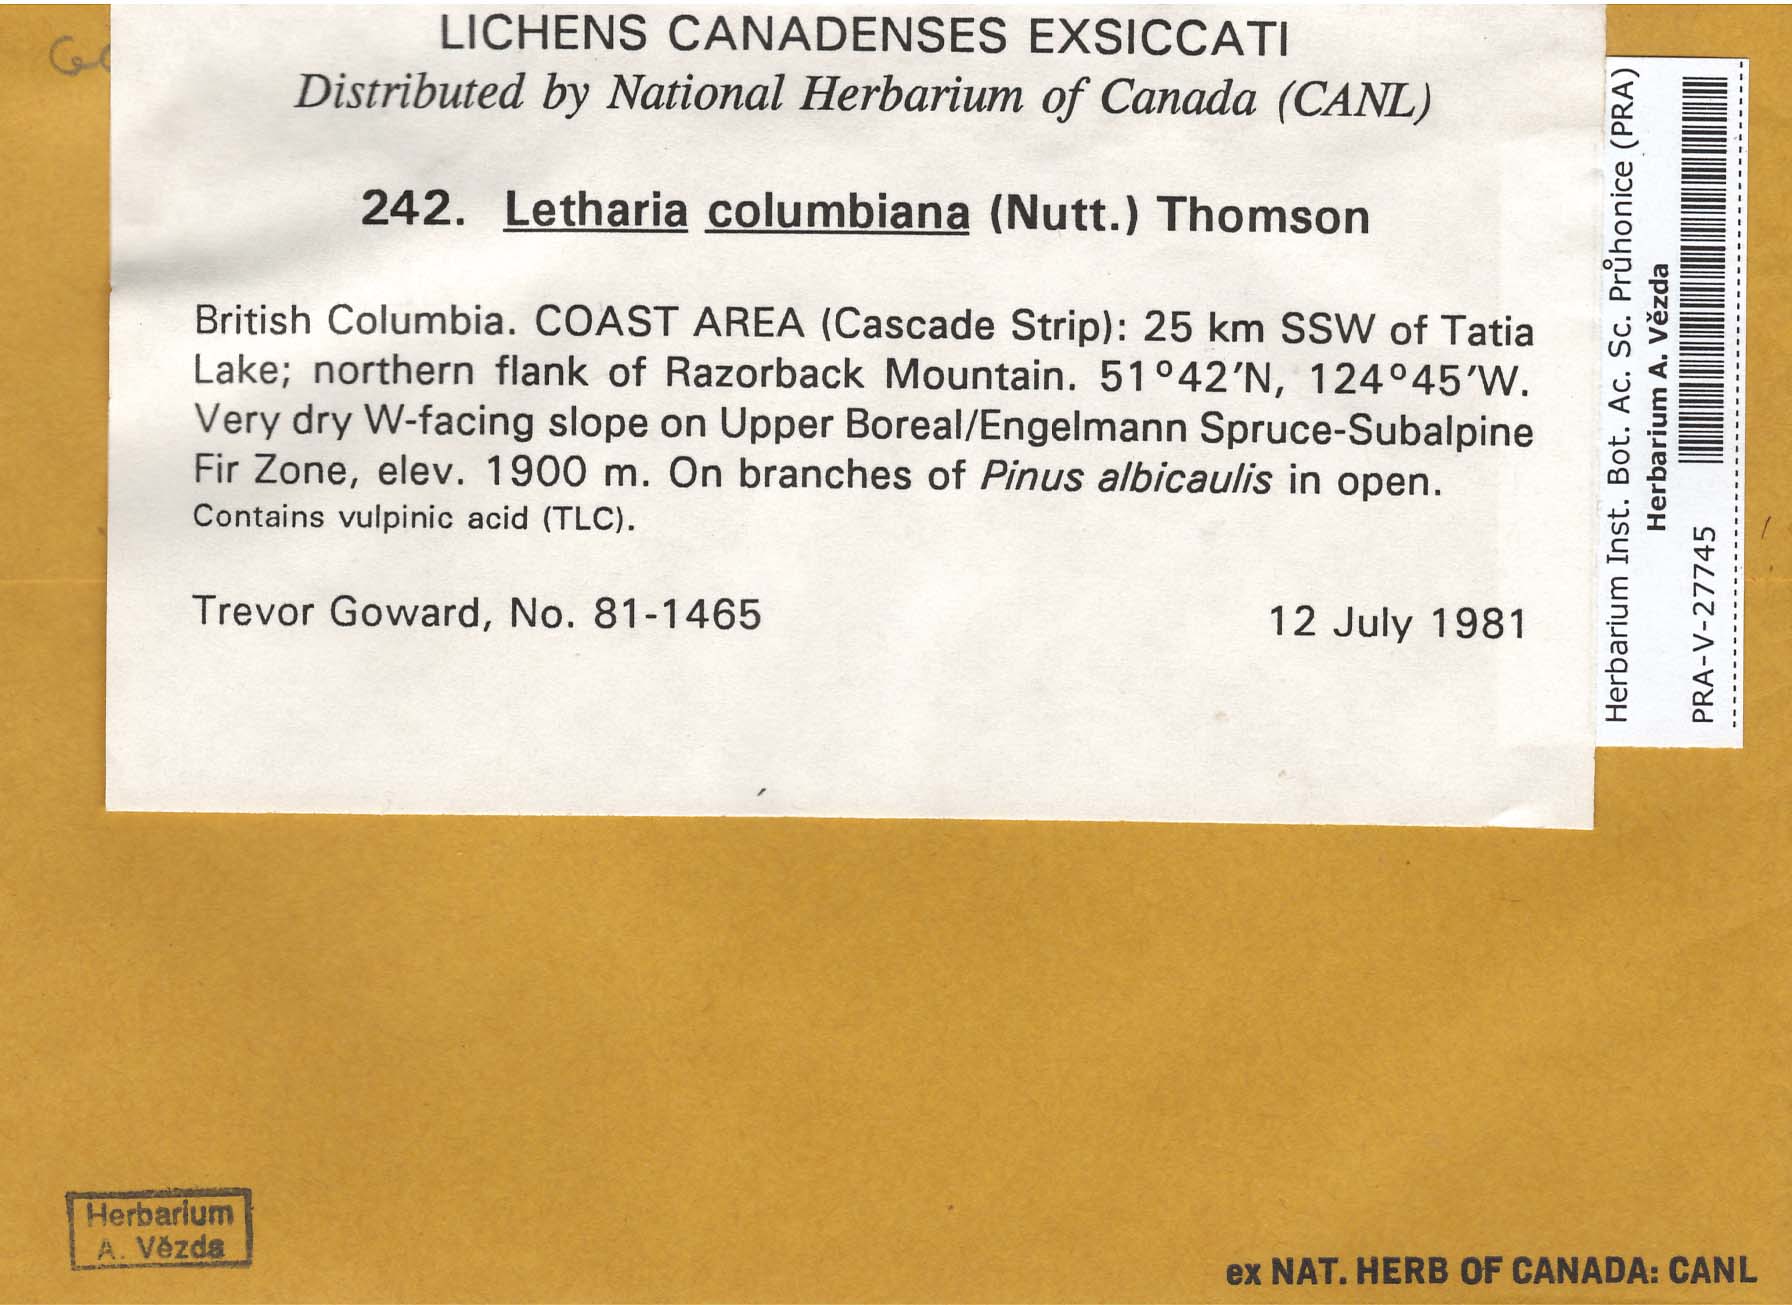 LICHENS CANADENSES EXSICCATI
Distributed by National Herbarium of Canada (CANL)
242. Letharia columbiana (Nutt.) Thomson
British Columbia. COAST AREA (Cascade Strip): 25 km SSW of Tatia
Lake; northern flank of Razorback Mountain. 51°42′N, 124°45′W.
Very dry W-facing slope on Upper Boreal/Engelmann Spruce-Subalpine
Fir Zone, elev. 1900 m. On branches of Pinus albicaulis in open.
Contains vulpinic acid (TLC).
Trevor Goward, No. 81-1465
12 July 1981
Herbarium Inst. Bot. Ac. Sc. Průhonice (PRA)
Herbarium A. Vězda
PRA-V-27745
Herbarium
A. Vězda
ex NAT. HERB OF CANADA: CANL